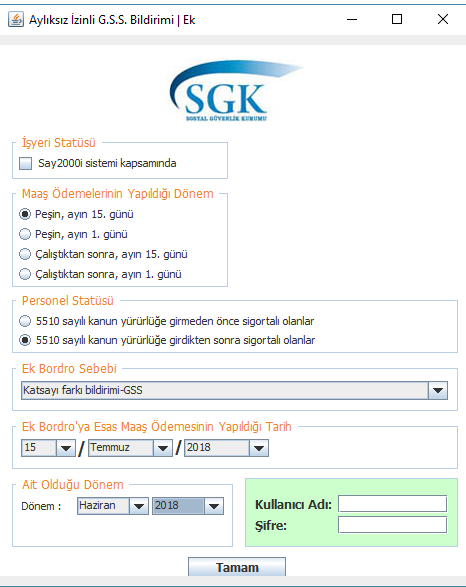 Aylıksız İzinli G.S.S. Bildirimi | Ek
SGK
SOSYAL GÜVENLİK KURUMU
İşyeri Statüsü
Say2000i sistemi kapsamında
Maaş Ödemelerinin Yapıldığı Dönem
Peşin, ayın 15. günü
Peşin, ayın 1. günü
Çalıştıktan sonra, ayın 15. günü
Çalıştıktan sonra, ayın 1. günü
Personel Statüsü
5510 sayılı kanun yürürlüğe girmeden önce sigortalı olanlar
5510 sayılı kanun yürürlüğe girdikten sonra sigortalı olanlar
Ek Bordro Sebebi
Katsayı farkı bildirimi-GSS
Ek Bordro'ya Esas Maaş Ödemesinin Yapıldığı Tarih
15 / Temmuz / 2018
Ait Olduğu Dönem
Dönem : Haziran 2018
Kullanıcı Adı:
Şifre:
Tamam